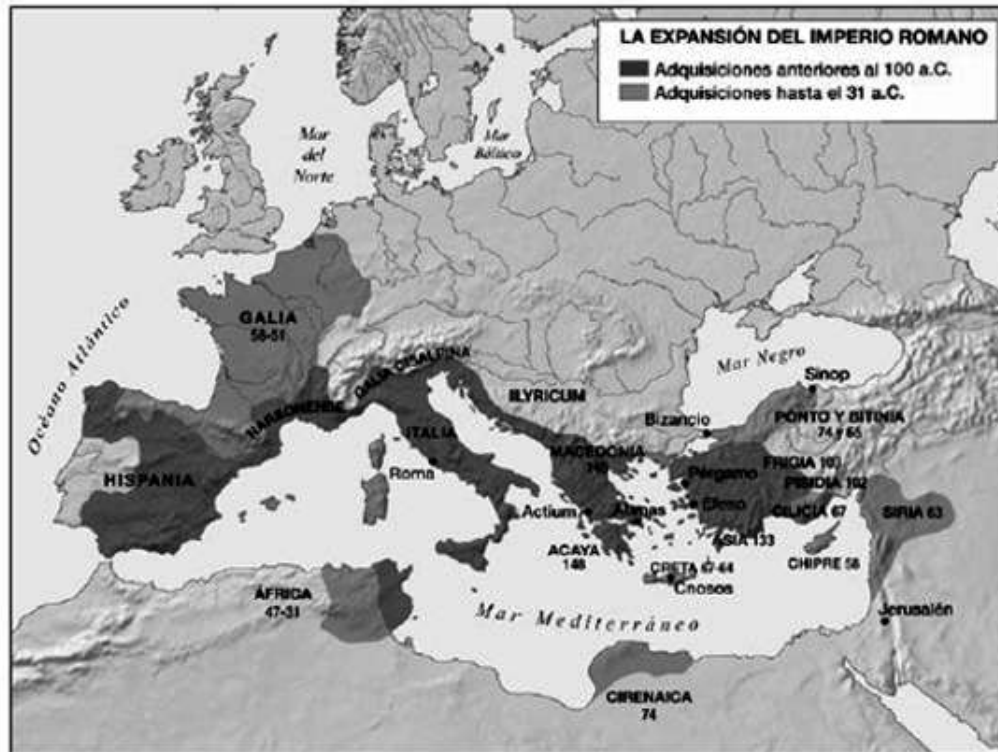 LA EXPANSIÓN DEL IMPERIO ROMANO
Adquisiciones anteriores al 100 a.C.
Adquisiciones hasta el 31 a.C.
Mar
del
Norte
Mar
Báltico
Océano Atlántico
GALIA
58-51
GALIA CISALPINA
NARBONENSE
HISPANIA
ITALIA
Roma
ILLYRICUM
Mar Negro
Sinop
Bizancio
PONTO Y BITINIA
74 y 65
MACEDONIA
Pérgamo
FRIGIA 103
PISIDIA 102
Éfeso
CILICIA 67
SIRIA 63
Actium
Atenas
ASIA 133
ACAYA
146
CRETA 67-64
Cnosos
CHIPRE 58
ÁFRICA
47-31
Mar Mediterráneo
Jerusalén
CIRENAICA
74